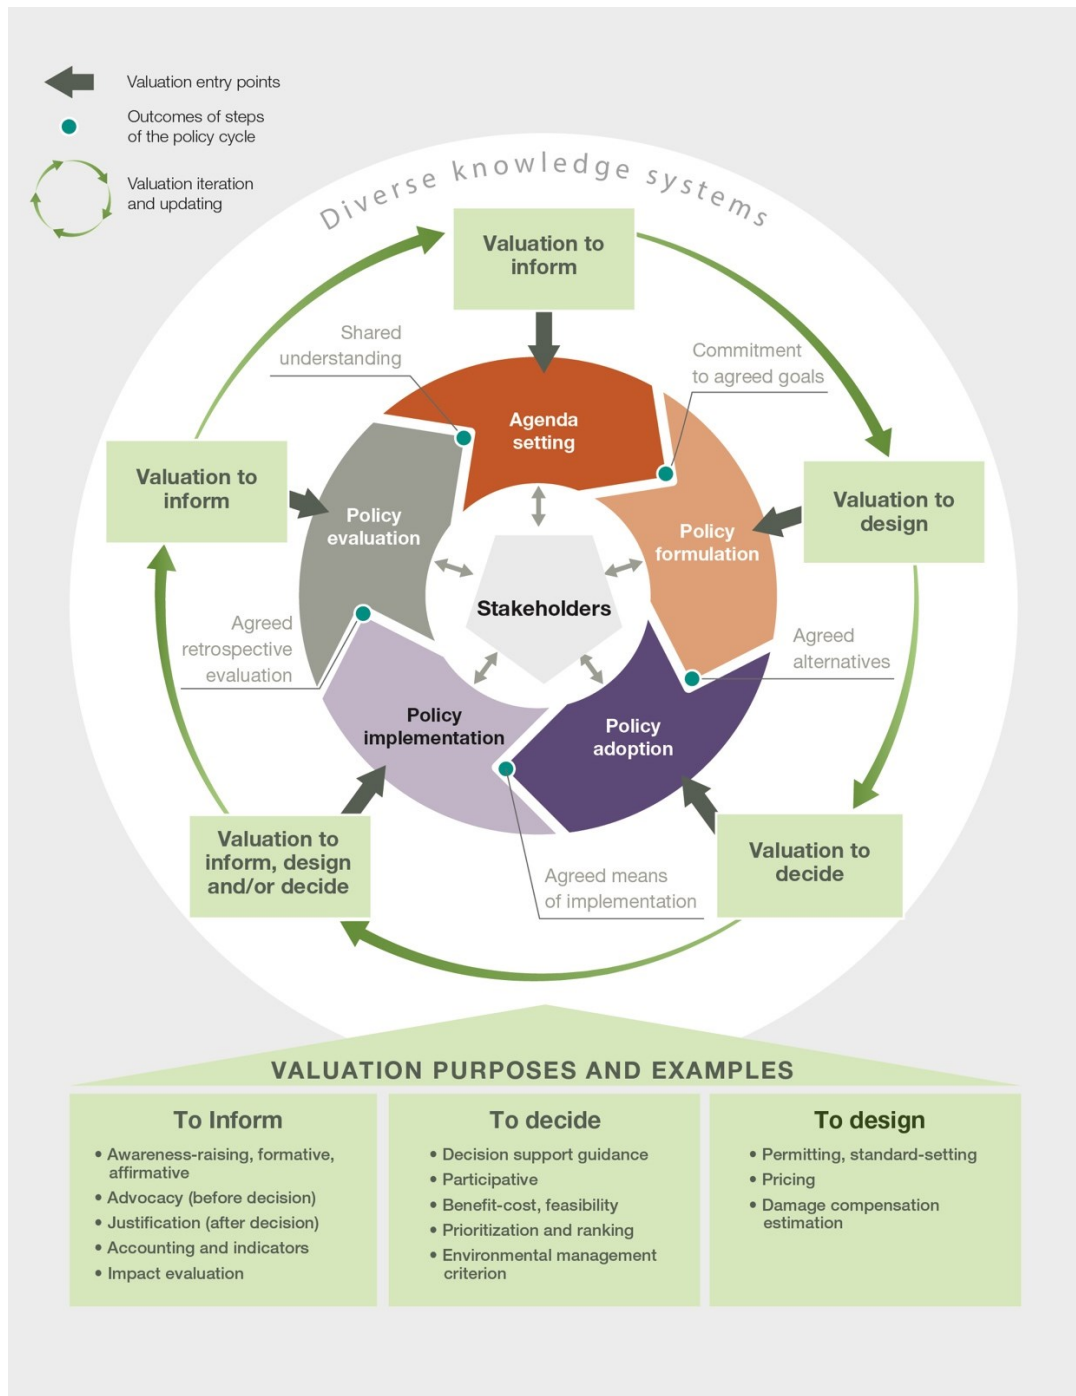 Valuation entry points
Outcomes of steps
of the policy cycle
Valuation iteration
and updating
Diverse knowledge systems
Valuation to
inform
Shared
understanding
Commitment
to agreed goals
Agenda
setting
Valuation to
inform
Valuation to
design
Policy
evaluation
Policy
formulation
Stakeholders
Agreed
retrospective
evaluation
Agreed
alternatives
Policy
implementation
Policy
adoption
Valuation to
inform, design
and/or decide
Valuation to
decide
Agreed means
of implementation
VALUATION PURPOSES AND EXAMPLES
To Inform
• Awareness-raising, formative,
affirmative
• Advocacy (before decision)
• Justification (after decision)
• Accounting and indicators
• Impact evaluation
To decide
• Decision support guidance
• Participative
• Benefit-cost, feasibility
• Prioritization and ranking
• Environmental management
criterion
To design
• Permitting, standard-setting
• Pricing
• Damage compensation
estimation